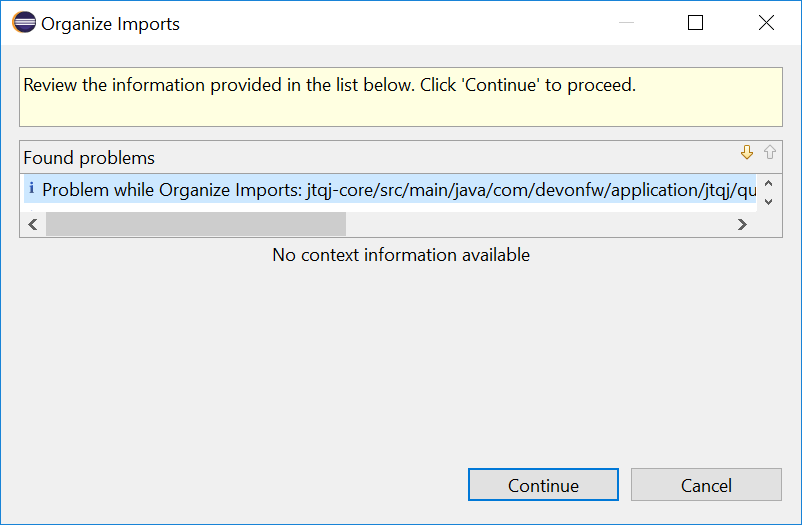 Organize Imports
Review the information provided in the list below. Click 'Continue' to proceed.
Found problems
i Problem while Organize Imports: jtqj-core/src/main/java/com/devonfw/application/jtqj/qu
No context information available
Continue
Cancel